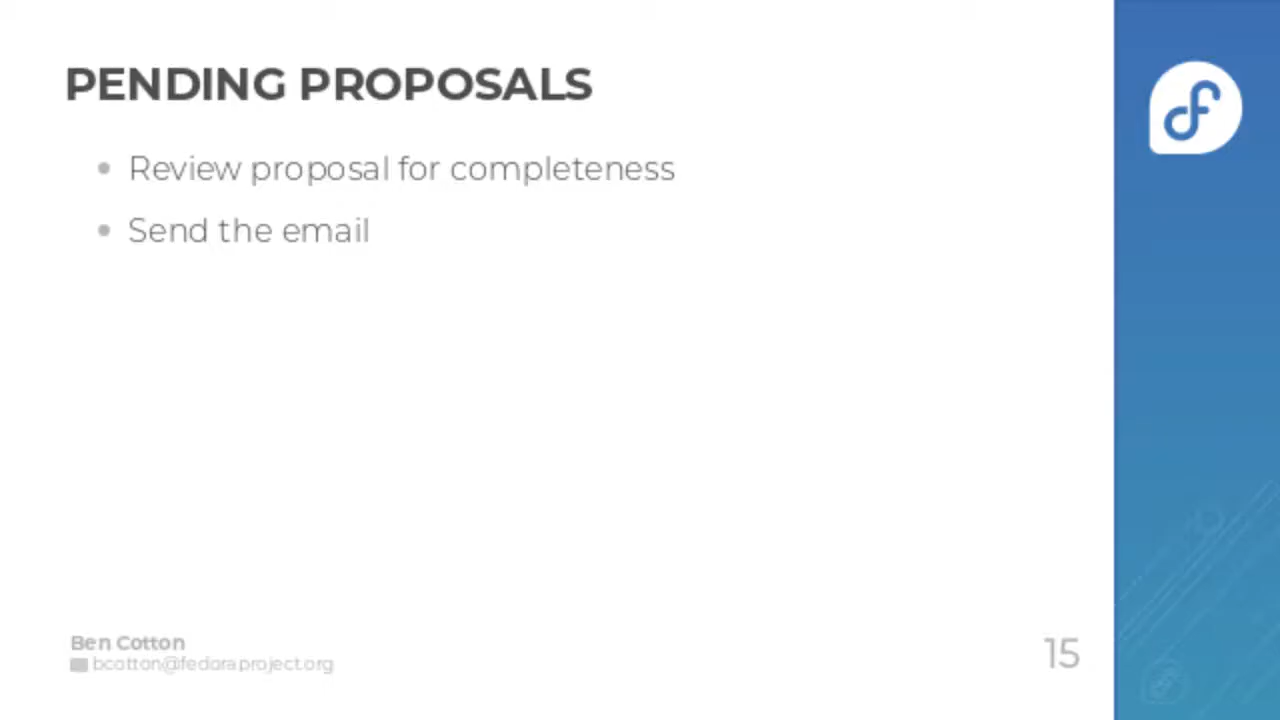 PENDING PROPOSALS
Review proposal for completeness
Send the email
Ben Cotton
bcotton@fedoraproject.org
15